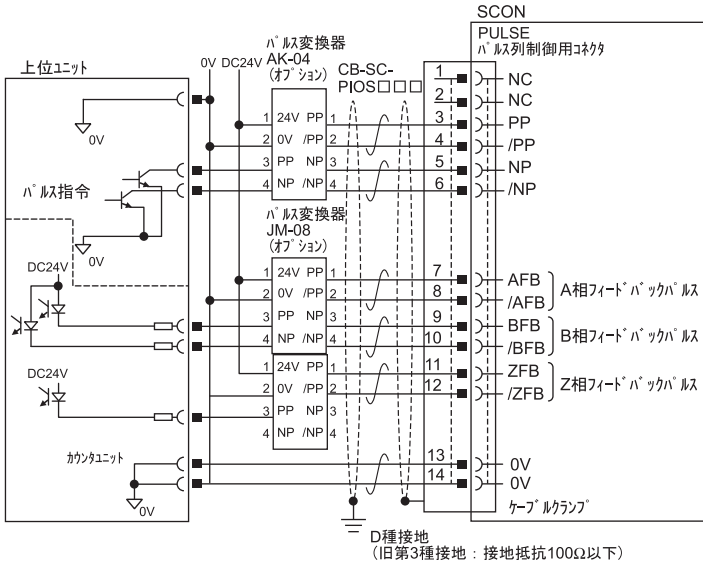 SCON
PULSE
パルス列制御用コネクタ
パルス変換器
AK-04
(オプション)
0V DC24V
CB-SC-
PIOS□□□
上位ユニット
0V
パルス指令
0V
DC24V
DC24V
カウンタユニット
0V
1 24V PP 1
2 0V /PP 2
3 PP NP 3
4 NP /NP 4
パルス変換器
JM-08
(オプション)
1 24V PP 1
2 0V /PP 2
3 PP NP 3
4 NP /NP 4
1 24V PP 1
2 0V /PP 2
3 PP NP 3
4 NP /NP 4
1 NC
2 NC
3 PP
4 /PP
5 NP
6 /NP
7 AFB
8 /AFB
A相フィードバックパルス
9 BFB
10 /BFB
B相フィードバックパルス
11 ZFB
12 /ZFB
Z相フィードバックパルス
13 0V
14 0V
ケーブルクランプ
D種接地
(旧第3種接地:接地抵抗100Ω以下)